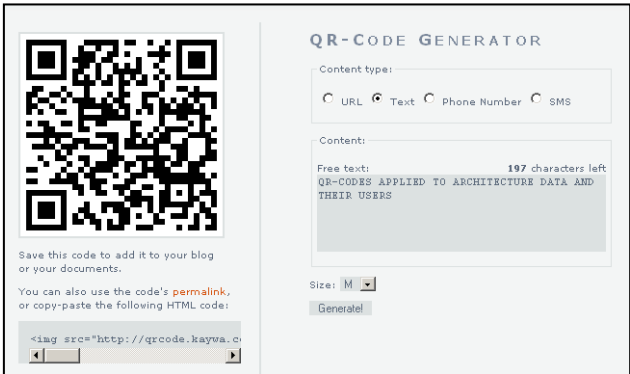 QR-CODE GENERATOR
Content type:
URL Text Phone Number SMS
Content:
Free text: 197 characters left
QR-CODES APPLIED TO ARCHITECTURE DATA AND
THEIR USERS
Size: M
Generate!
Save this code to add it to your blog
or your documents.
You can also use the code's permalink,
or copy-paste the following HTML code:
<img src="http://qrcode.kaywa.c